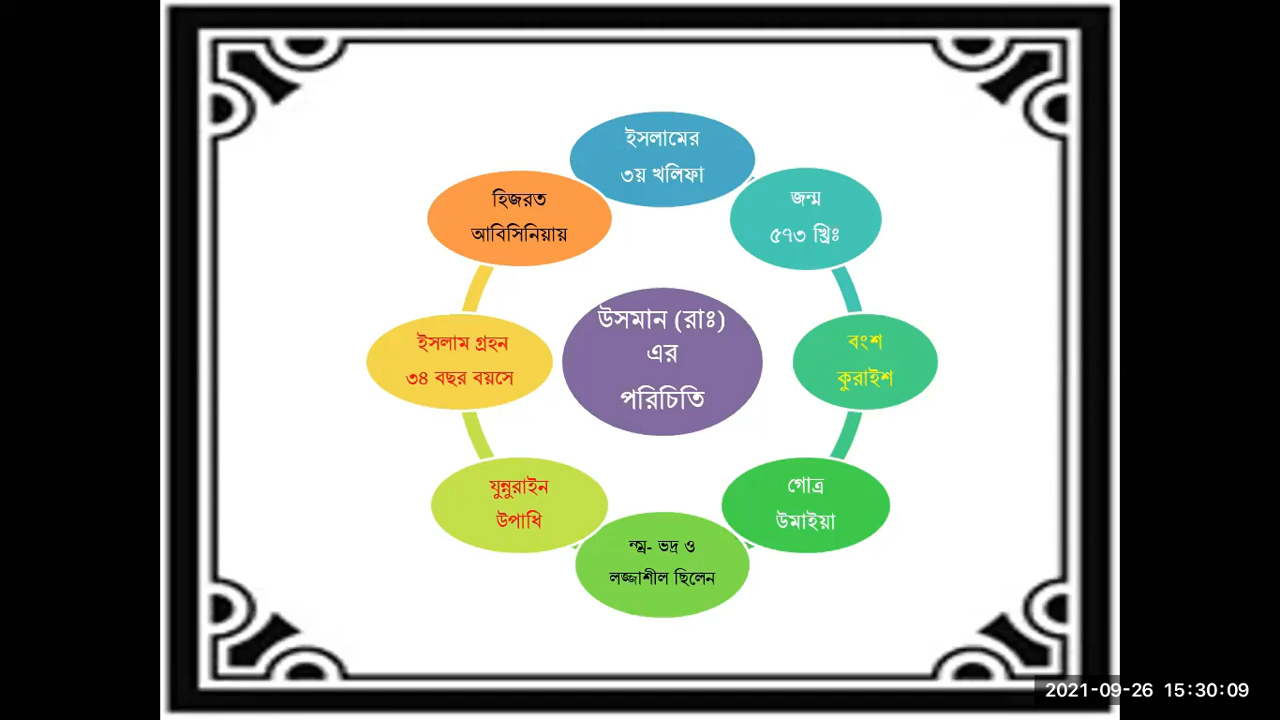 ইসলামের
৩য় খলিফা
জন্ম
৫৭৩ খ্রিঃ
বংশ
কুরাইশ
গোত্র
উমাইয়া
নম্র- ভদ্র ও
লজ্জাশীল ছিলেন
যুন্নুরাইন
উপাধি
ইসলাম গ্রহন
৩৪ বছর বয়সে
হিজরত
আবিসিনিয়ায়
উসমান (রাঃ)
এর
পরিচিতি
2021-09-26 15:30:09